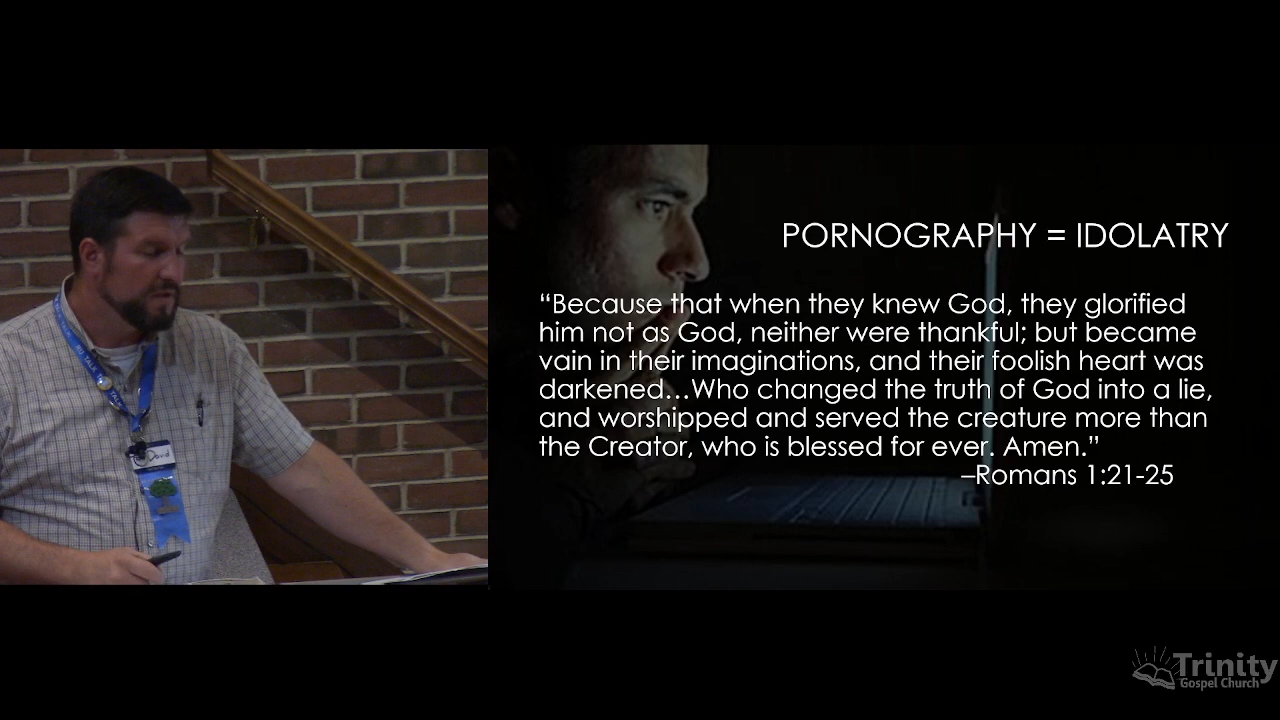 RU TALK
David
PORNOGRAPHY = IDOLATRY
“Because that when they knew God, they glorified
him not as God, neither were thankful; but became
vain in their imaginations, and their foolish heart was
darkened…Who changed the truth of God into a lie,
and worshipped and served the creature more than
the Creator, who is blessed for ever. Amen.”
–Romans 1:21-25
Trinity
Gospel Church